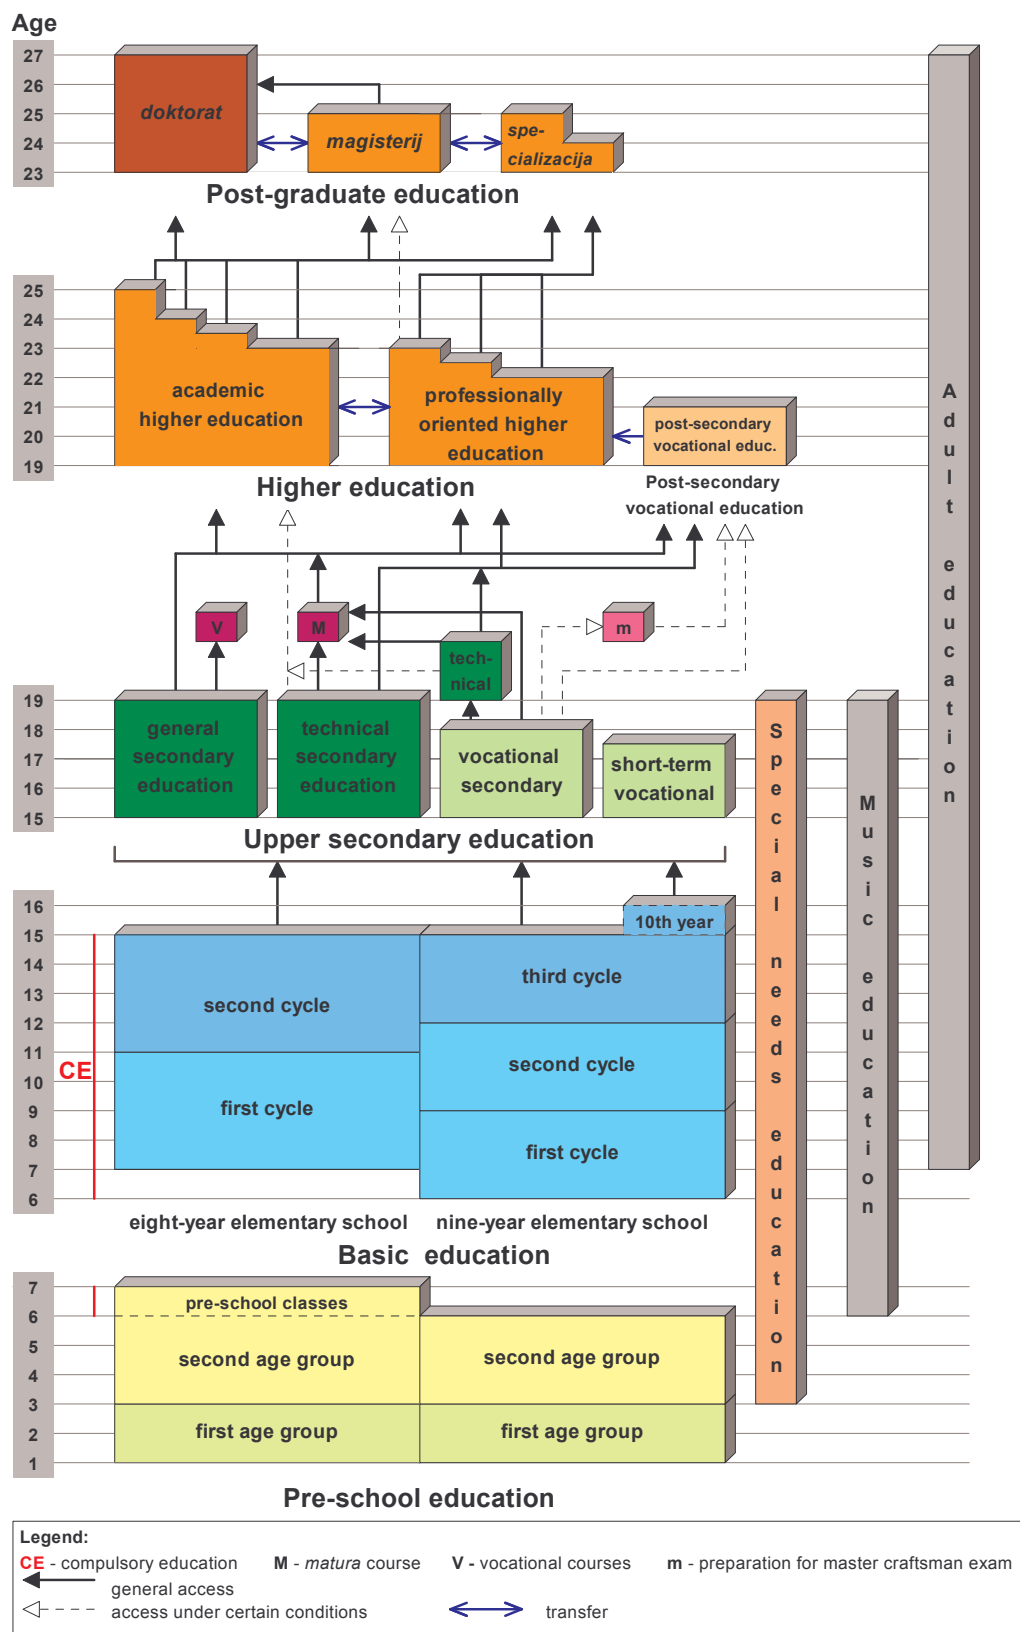 Age
27
26
25
24
23
doktorat
magisterij
spe-
cializacija
Post-graduate education
25
24
23
22
21
20
19
academic
higher education
professionally
oriented higher
education
post-secondary
vocational educ.
Higher education
Post-secondary
vocational education
V
M
m
tech-
nical
19
18
17
16
15
general
secondary
education
technical
secondary
education
vocational
secondary
short-term
vocational
Upper secondary education
16
15
14
13
12
11
10
9
8
7
6
CE
10th year
second cycle
third cycle
first cycle
second cycle
first cycle
eight-year elementary school
nine-year elementary school
Basic education
7
6
5
4
3
2
1
pre-school classes
second age group
second age group
first age group
first age group
Pre-school education
Special needs education
Music education
Adult education
Legend:
CE - compulsory education M - matura course V - vocational courses m - preparation for master craftsman exam
general access
access under certain conditions transfer